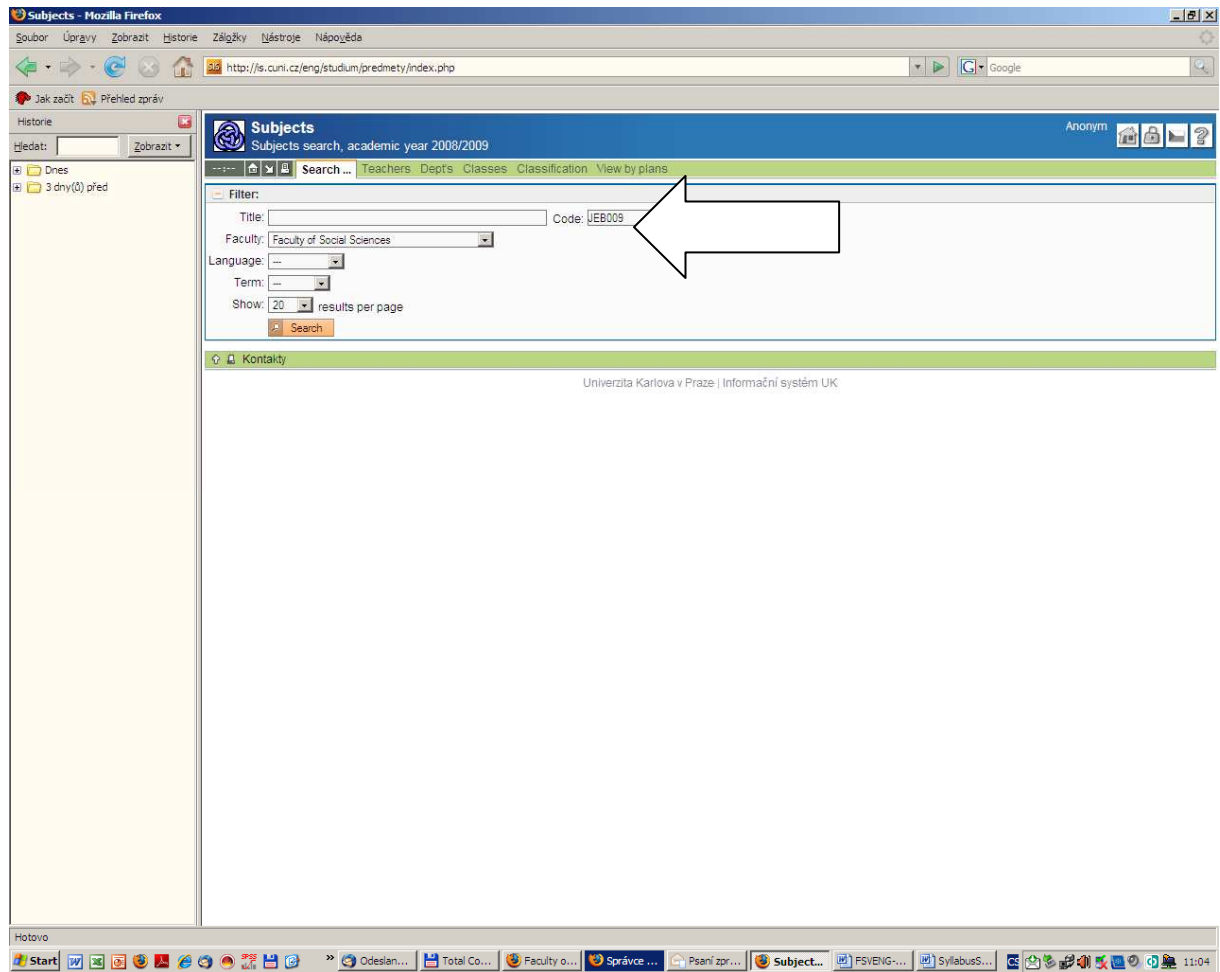 Subjects - Mozilla Firefox
Soubor Úpravy Zobrazit Historie Záložky Nástroje Nápověda
SIS http://is.cuni.cz/eng/studium/predmety/index.php G Google
Jak začít Přehled zpráv
Historie
Hledat: Zobrazit
Dnes
3 dny(ů) před
Subjects
Subjects search, academic year 2008/2009
Anonym
--:-- Search ... Teachers Dept's Classes Classification View by plans
Filter:
Title: Code: JEB009
Faculty: Faculty of Social Sciences
Language: ---
Term: ---
Show: 20 results per page
Search
Kontakty
Univerzita Karlova v Praze | Informační systém UK
Hotovo
Start » Odeslan... Total Co... Faculty o... Správce ... Psaní zpr... Subject... FSVENG-... SyllabusS... CS 11:04